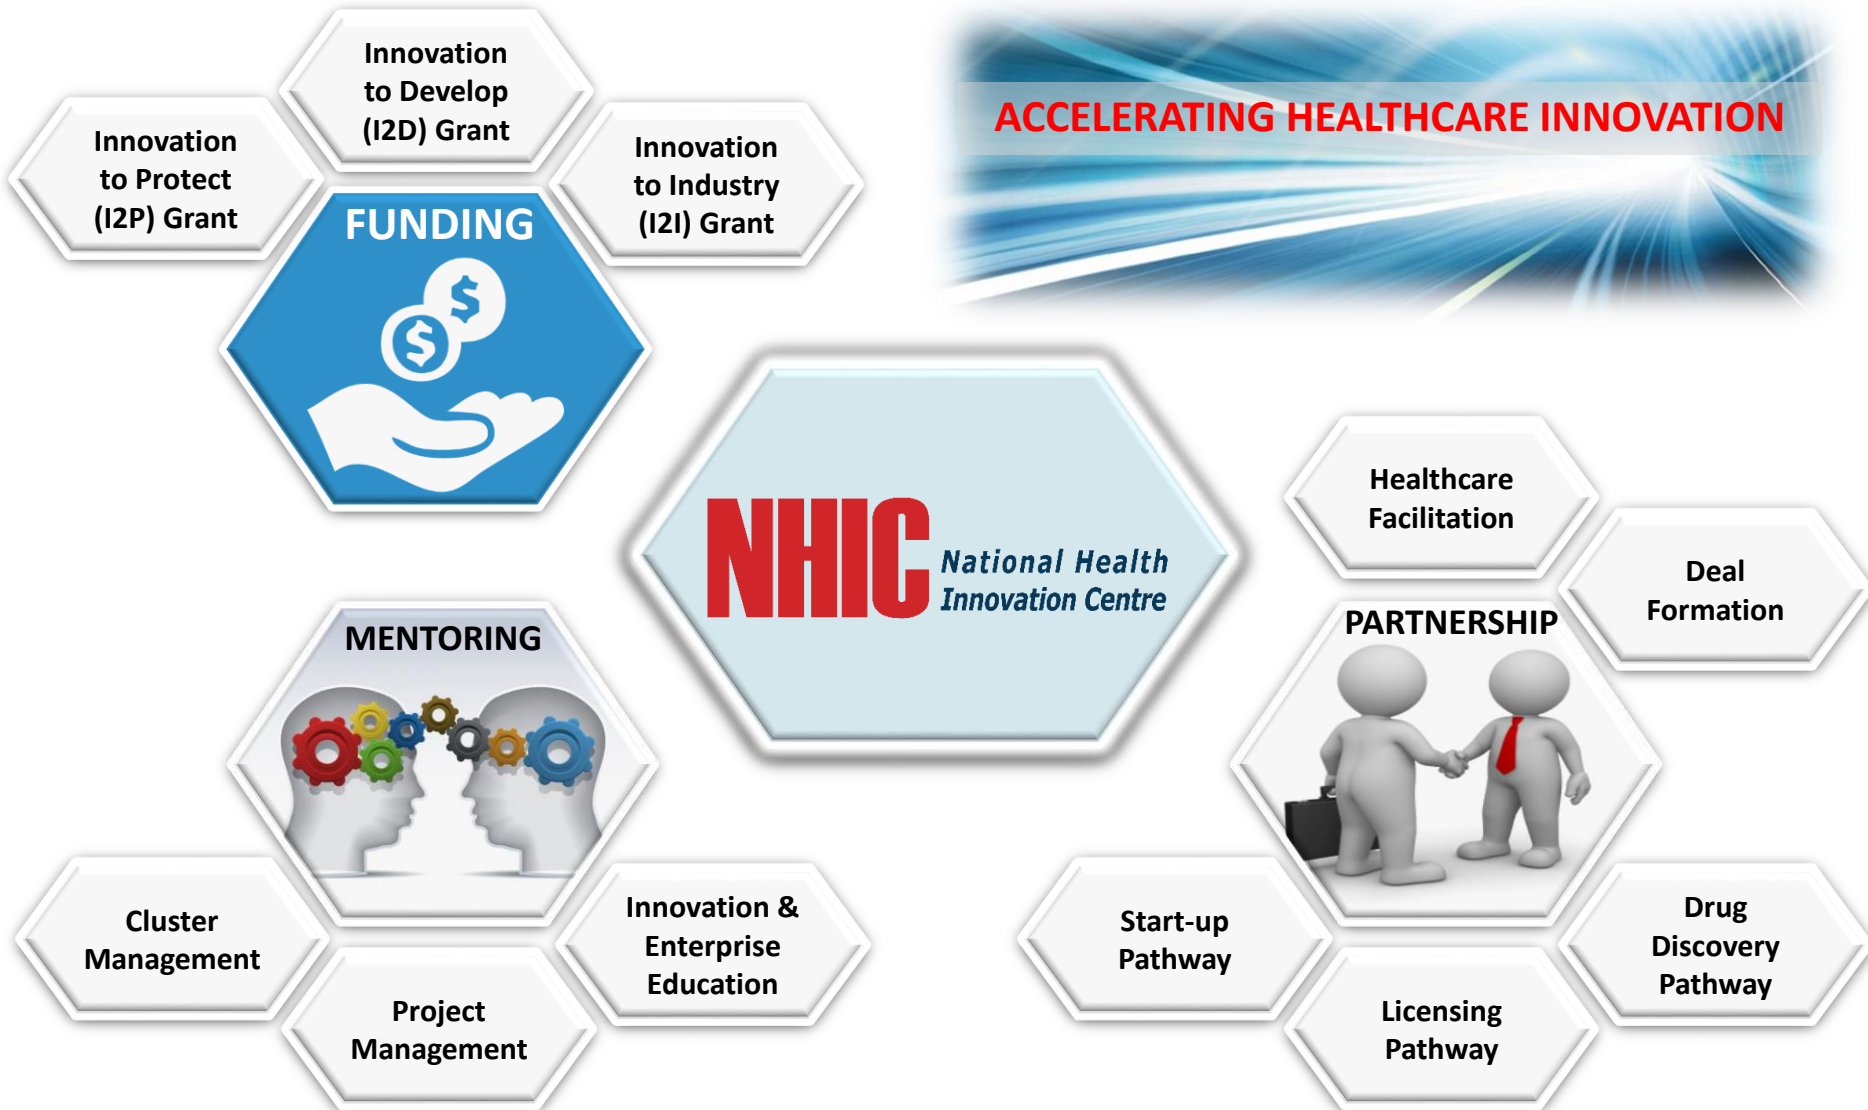 Innovation
to Protect
(I2P) Grant
Innovation
to Develop
(I2D) Grant
Innovation
to Industry
(I2I) Grant
FUNDING
$
$
ACCELERATING HEALTHCARE INNOVATION
NHIC
National Health
Innovation Centre
MENTORING
Cluster
Management
Project
Management
Innovation &
Enterprise
Education
Healthcare
Facilitation
Deal
Formation
PARTNERSHIP
Start-up
Pathway
Licensing
Pathway
Drug
Discovery
Pathway